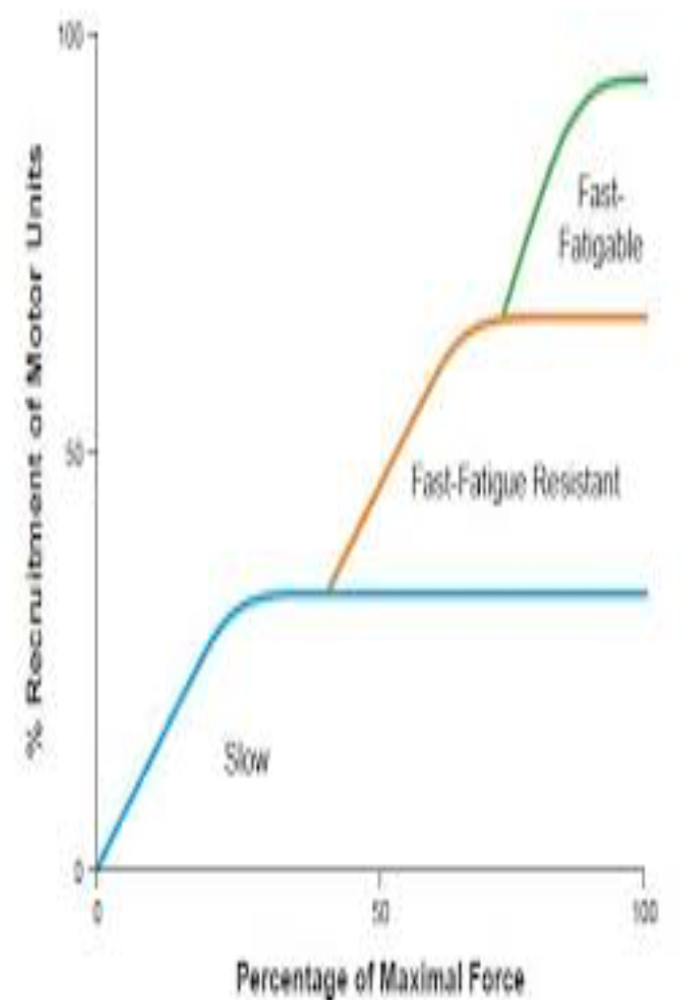 100
Fast-
Fatigable
% Recruitment of Motor Units
50
Fast-Fatigue Resistant
Slow
0
0 50 100
Percentage of Maximal Force